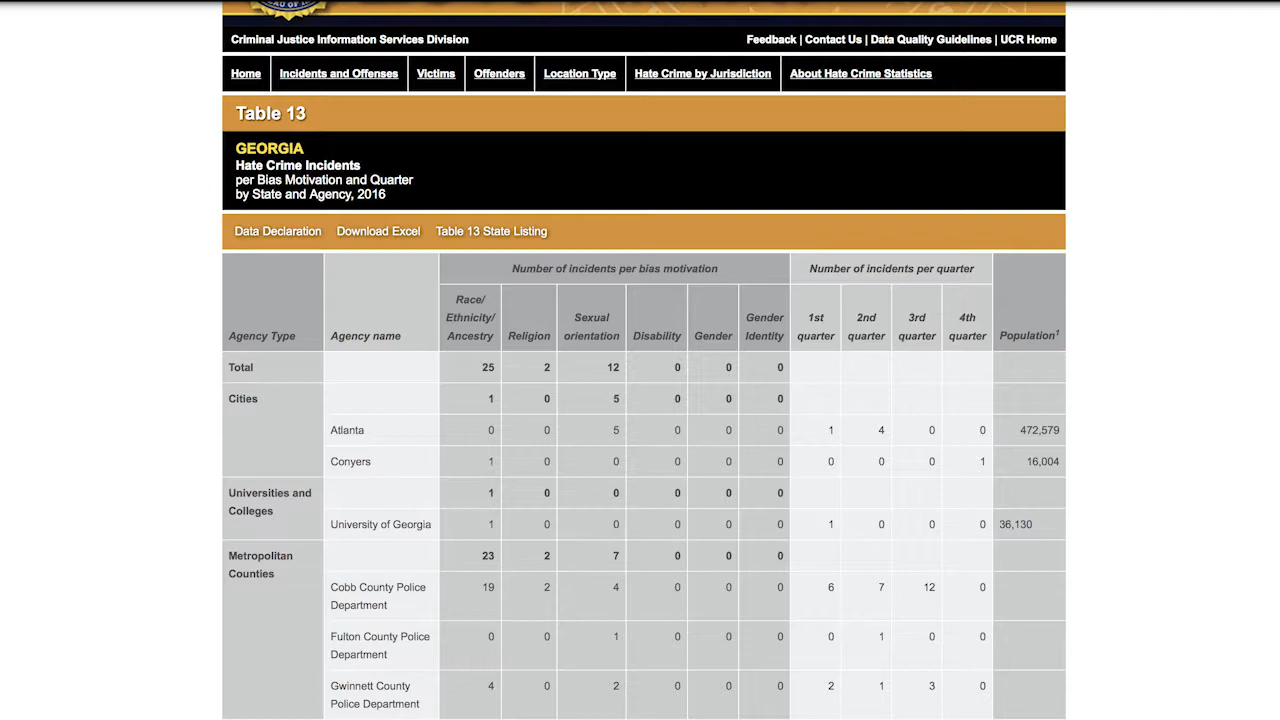 BUREAU OF IN
Criminal Justice Information Services Division
Feedback | Contact Us | Data Quality Guidelines | UCR Home
Home Incidents and Offenses Victims Offenders Location Type Hate Crime by Jurisdiction About Hate Crime Statistics
Table 13
GEORGIA
Hate Crime Incidents
per Bias Motivation and Quarter
by State and Agency, 2016
Data Declaration Download Excel Table 13 State Listing
Number of incidents per bias motivation Number of incidents per quarter
Agency Type Agency name Race/ Ethnicity/ Ancestry Religion Sexual orientation Disability Gender Gender Identity 1st quarter 2nd quarter 3rd quarter 4th quarter Population1
Total 25 2 12 0 0 0
Cities 1 0 5 0 0 0
Atlanta 0 0 5 0 0 0 1 4 0 0 472,579
Conyers 1 0 0 0 0 0 0 0 0 1 16,004
Universities and Colleges 1 0 0 0 0 0
University of Georgia 1 0 0 0 0 0 1 0 0 0 36,130
Metropolitan Counties 23 2 7 0 0 0
Cobb County Police Department 19 2 4 0 0 0 6 7 12 0
Fulton County Police Department 0 0 1 0 0 0 0 1 0 0
Gwinnett County Police Department 4 0 2 0 0 0 2 1 3 0